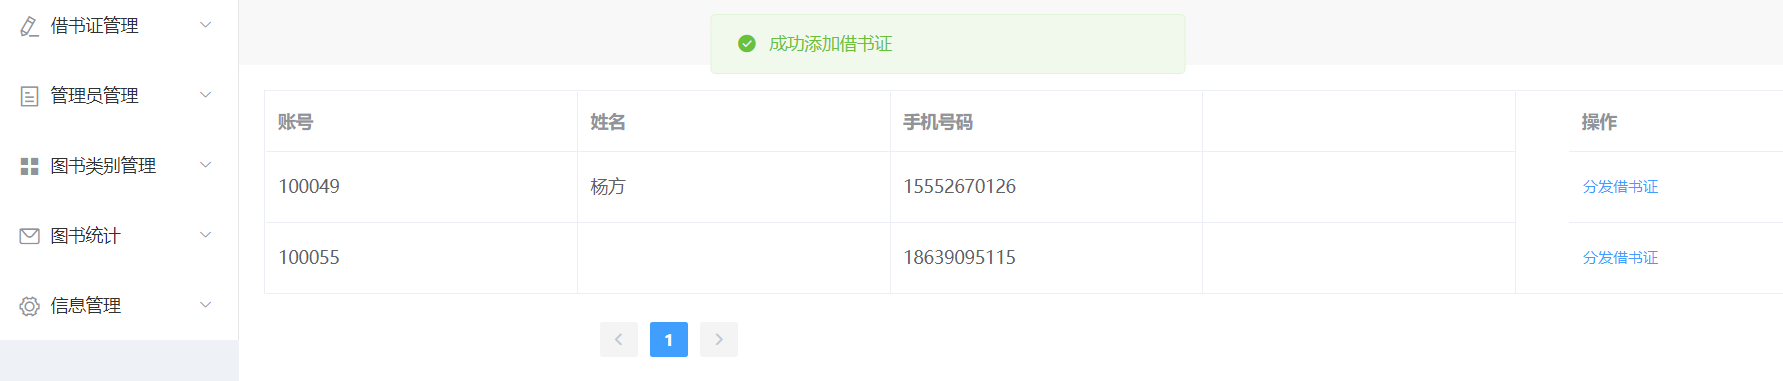 借书证管理
管理员管理
图书类别管理
图书统计
信息管理
成功添加借书证
账号 姓名 手机号码 操作
100049 杨方 15552670126 分发借书证
100055 18639095115 分发借书证
1